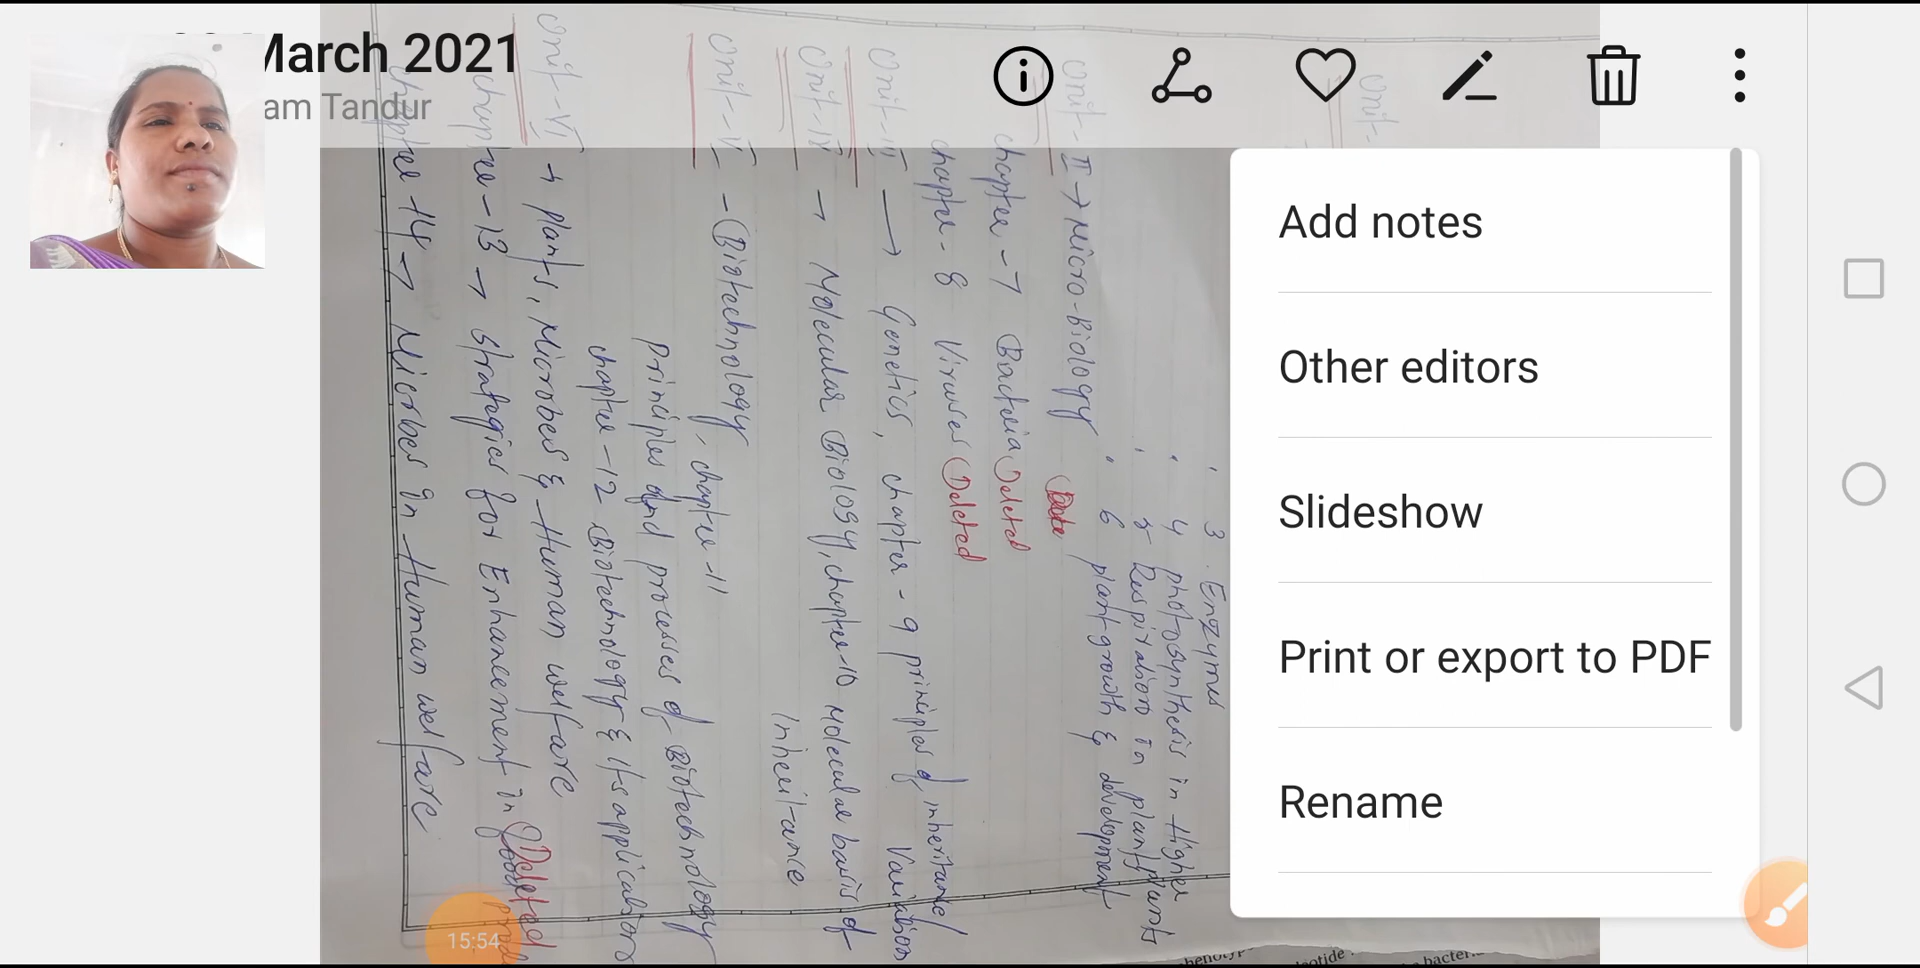 March 2021
am Tandur
Add notes
Other editors
Slideshow
Print or export to PDF
Rename
15:54
3. Enzymes
4 photosynthesis in Higher plants
5 Respiration in plants
6 plant growth & development
Unit-II → Micro-Biology
chapter-7 Bacteria Deleted
chapter-8 Viruses Deleted
Unit-III → Genetics, chapter-9 principles of inheritance/
Variation
Unit-IV → Molecular Biology, chapter-10 Molecular basis of
inheritance
Unit-V - Biotechnology, chapter-11
Principles and processes of Biotechnology
chapter-12 Biotechnology & its applications
Unit-VI → plants, Microbes & Human welfare
chapter-13 → Strategies for Enhancement in food Deleted
chapter-14 → Microbes in Human welfare